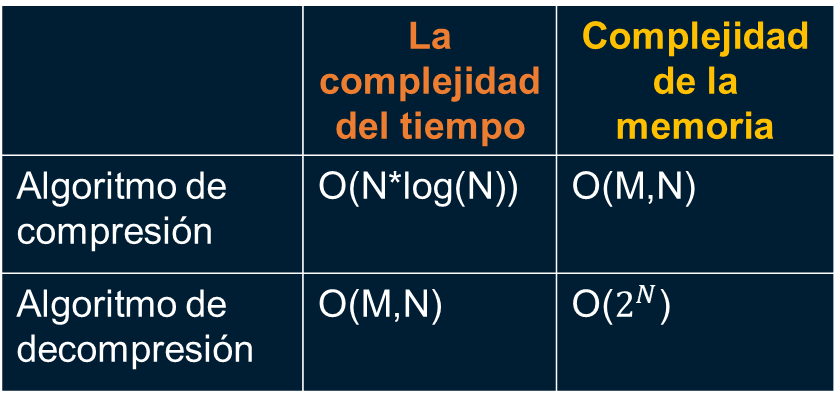 La
complejidad
del tiempo
Complejidad
de la
memoria
Algoritmo de
compresión
O(N*log(N))
O(M,N)
Algoritmo de
decompresión
O(M,N)
O(2^N)